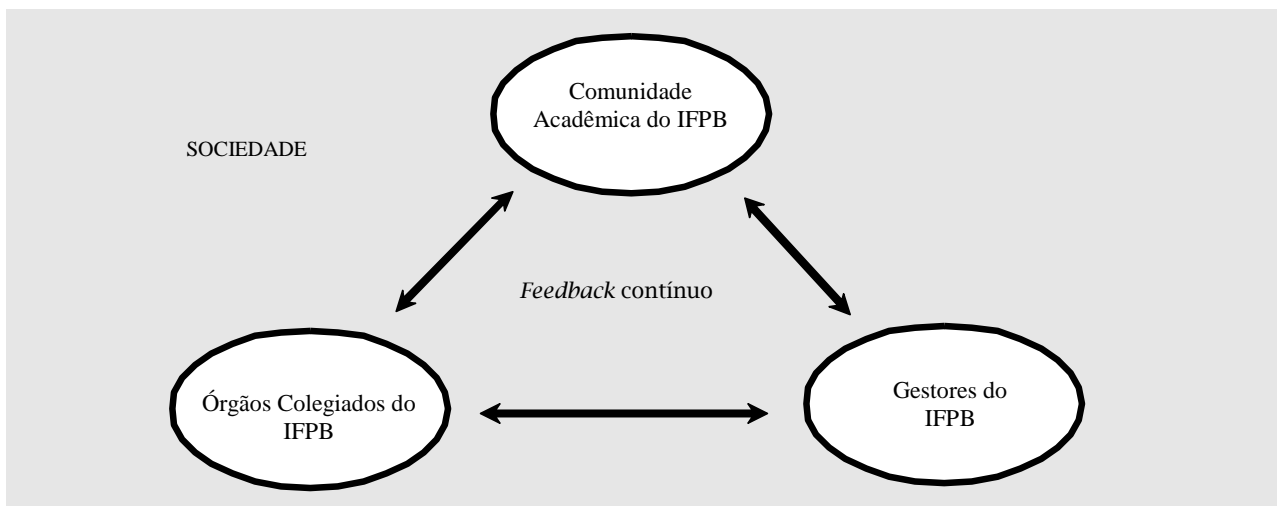 Comunidade
Acadêmica do IFPB
SOCIEDADE
Feedback contínuo
Órgãos Colegiados do
IFPB
Gestores do
IFPB